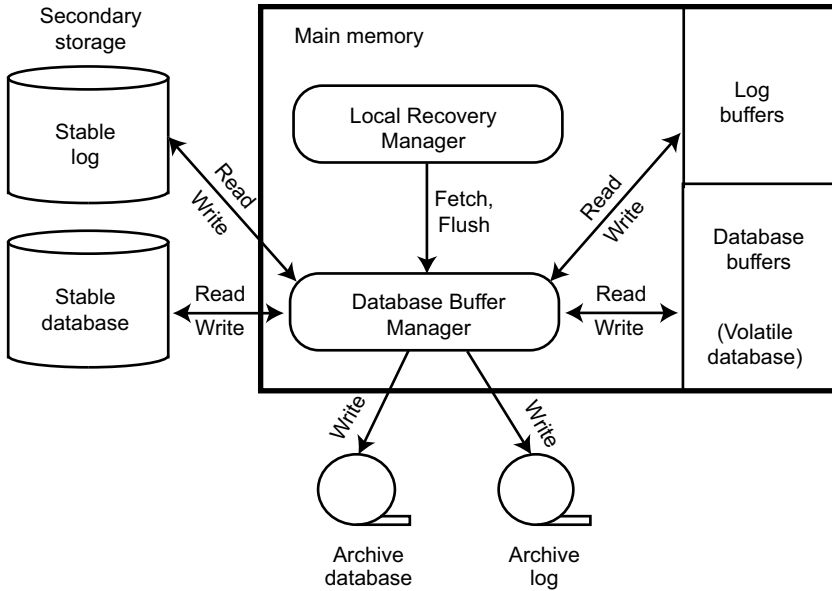 Secondary
storage
Main memory
Stable
log
Local Recovery
Manager
Log
buffers
Read
Write
Fetch,
Flush
Read
Write
Stable
database
Read
Write
Database Buffer
Manager
Read
Write
Database
buffers
(Volatile
database)
Write
Write
Archive
database
Archive
log